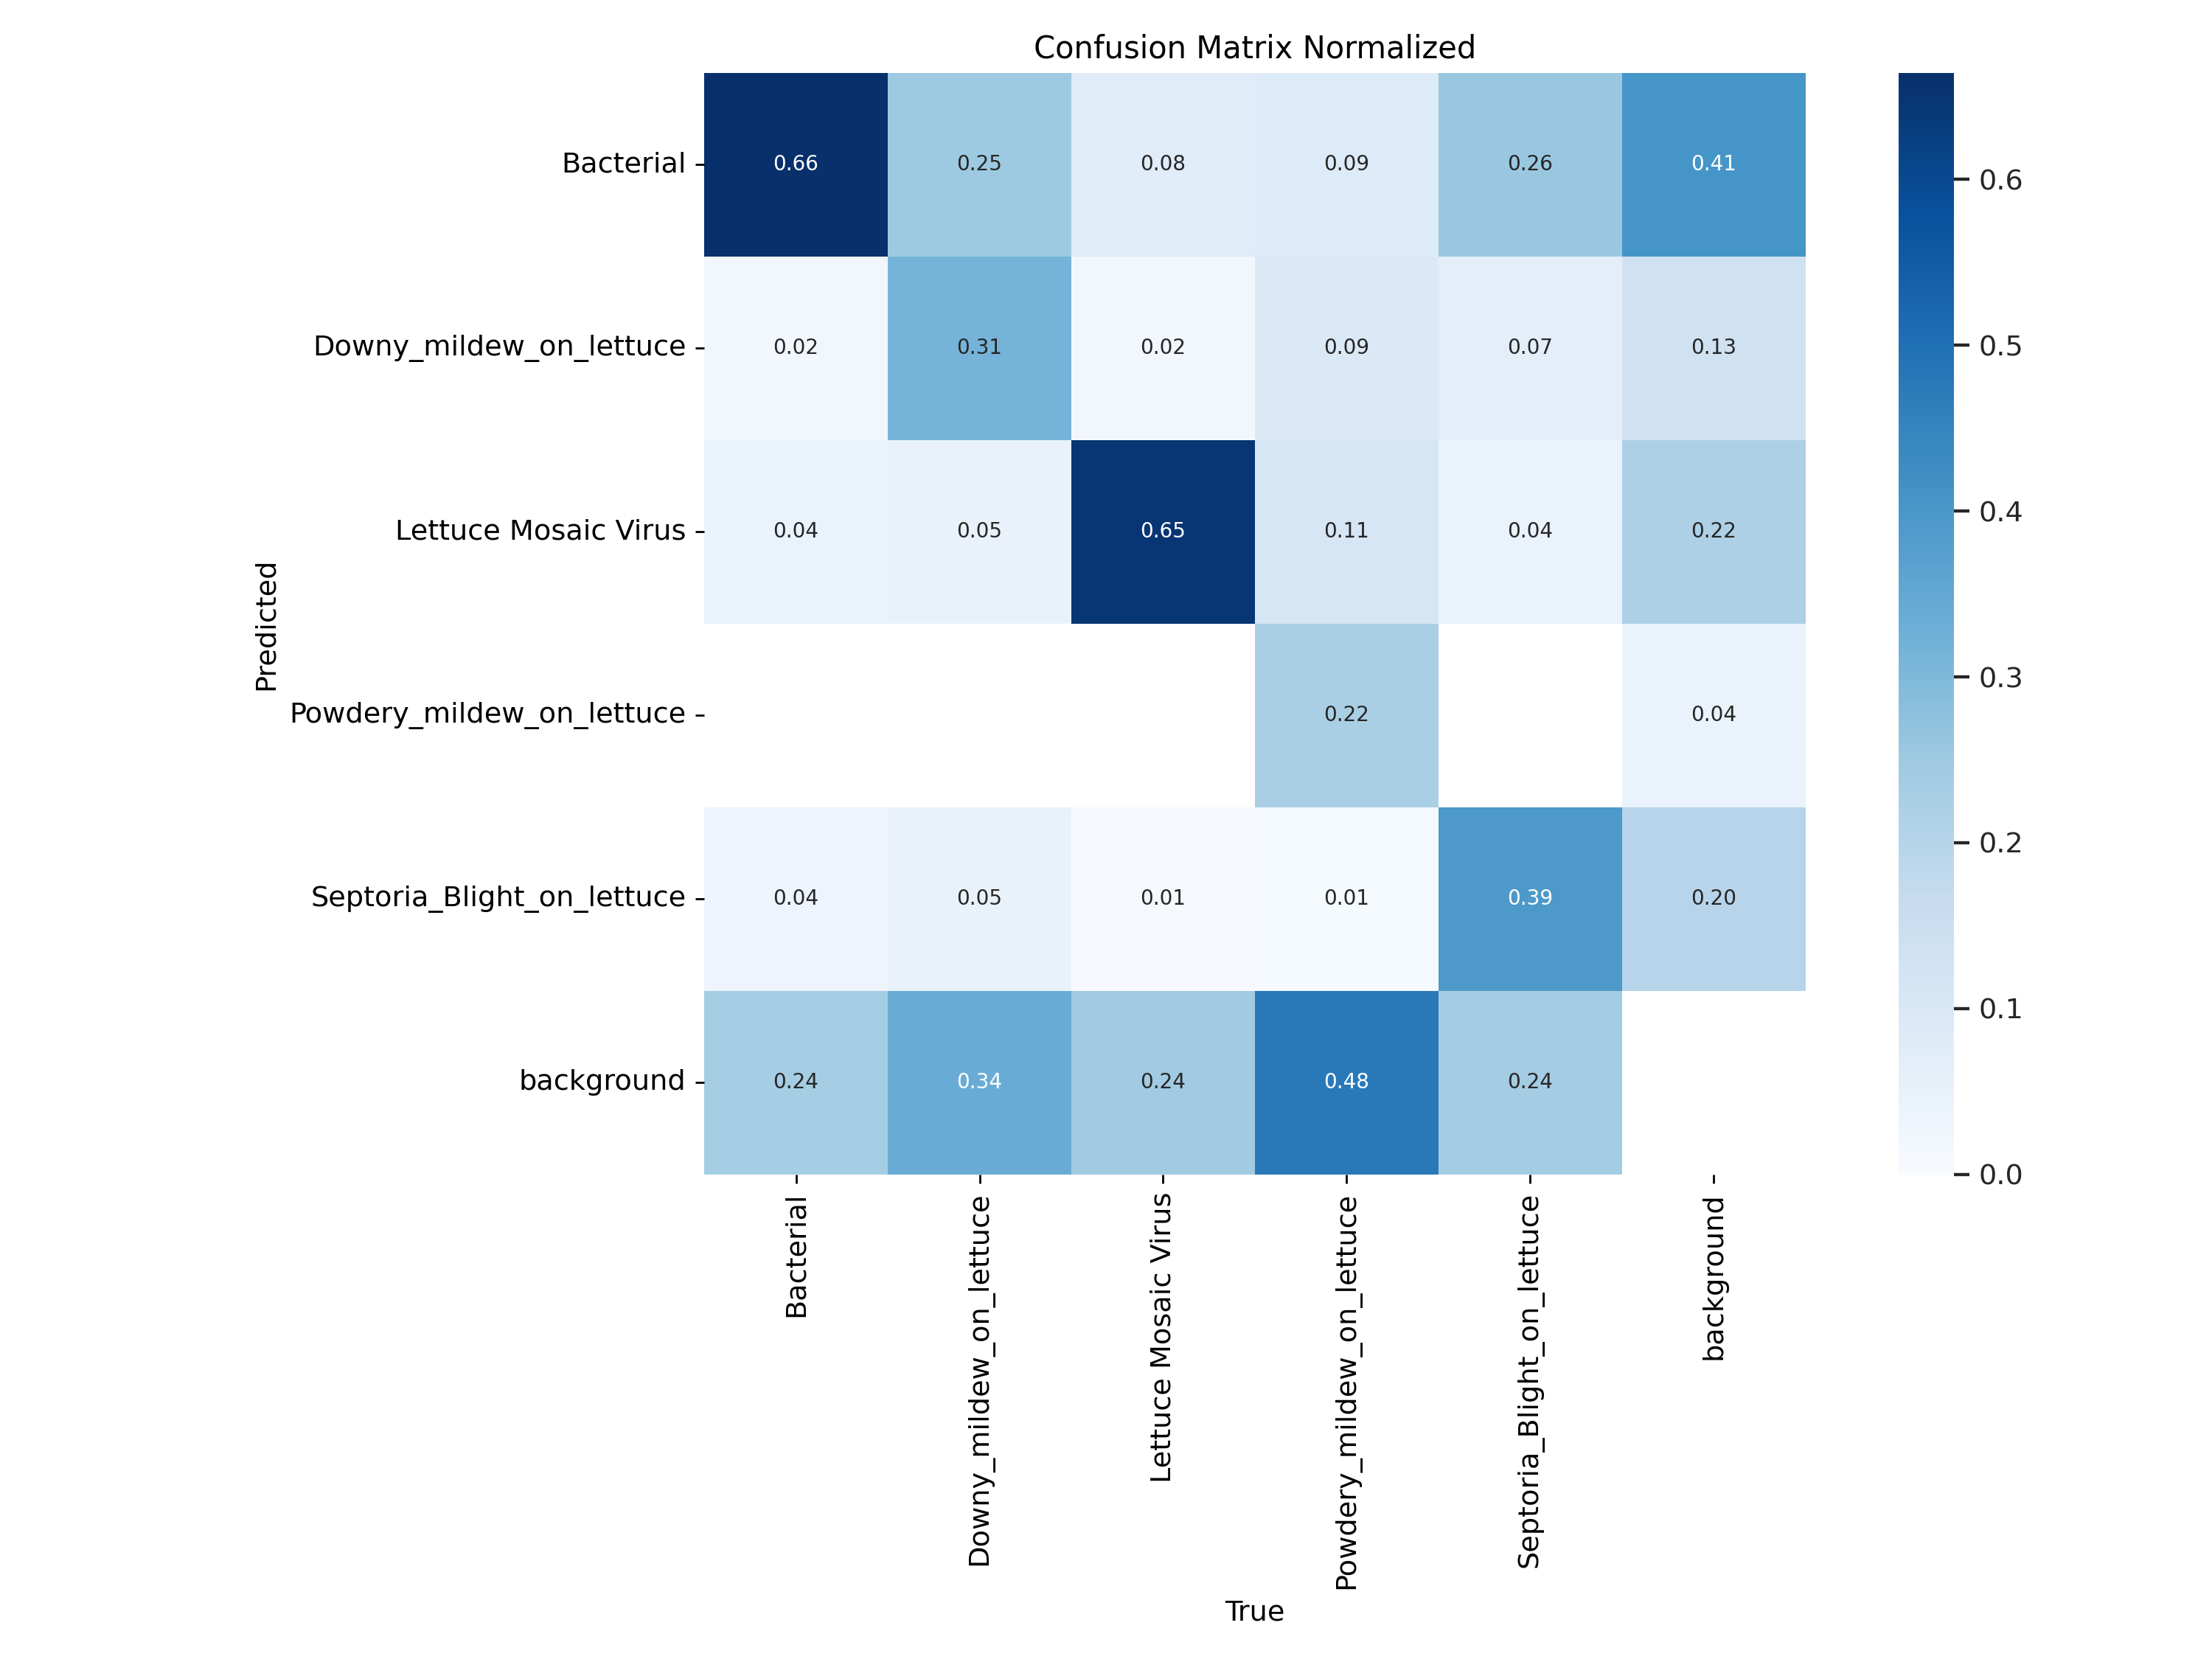 Confusion Matrix Normalized
Bacterial 0.66 0.25 0.08 0.09 0.26 0.41
Downy_mildew_on_lettuce 0.02 0.31 0.02 0.09 0.07 0.13
Lettuce Mosaic Virus 0.04 0.05 0.65 0.11 0.04 0.22
Powdery_mildew_on_lettuce 0.22 0.04
Septoria_Blight_on_lettuce 0.04 0.05 0.01 0.01 0.39 0.20
background 0.24 0.34 0.24 0.48 0.24
Predicted
Bacterial
Downy_mildew_on_lettuce
Lettuce Mosaic Virus
Powdery_mildew_on_lettuce
Septoria_Blight_on_lettuce
background
True
0.6
0.5
0.4
0.3
0.2
0.1
0.0